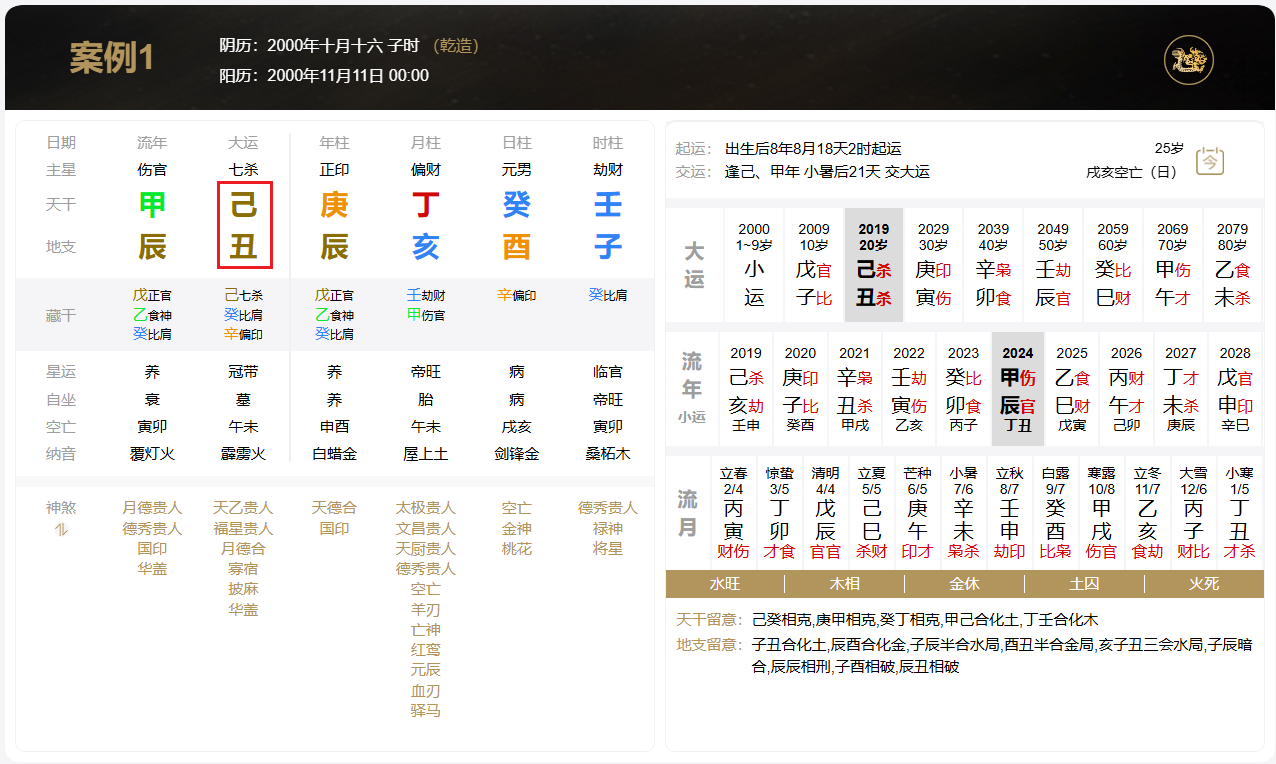 案例1
阴历：2000年十月十六 子时 （乾造）
阳历：2000年11月11日 00:00
日期 流年 大运 年柱 月柱 日柱 时柱
主星 伤官 七杀 正印 偏财 元男 劫财
天干 甲 己 庚 丁 癸 壬
地支 辰 丑 辰 亥 酉 子
藏干 戊正官 己七杀 戊正官 壬劫财 辛偏印 癸比肩
乙食神 癸比肩 乙食神 甲伤官
癸比肩 辛偏印 癸比肩
星运 养 冠带 养 帝旺 病 临官
自坐 衰 墓 养 胎 病 帝旺
空亡 寅卯 午未 申酉 午未 戌亥 寅卯
纳音 覆灯火 霹雳火 白蜡金 屋上土 剑锋金 桑柘木
神煞 月德贵人 天乙贵人 天德合 太极贵人 空亡 德秀贵人
德秀贵人 福星贵人 国印 文昌贵人 金神 禄神
国印 月德合 天厨贵人 桃花 将星
华盖 寡宿 德秀贵人
披麻 空亡
华盖 羊刃
亡神
红鸾
元辰
血刃
驿马
起运： 出生后8年8月18天2时起运 25岁
交运： 逢己、甲年 小暑后21天 交大运 戌亥空亡（日） 今
大运
2000 2009 2019 2029 2039 2049 2059 2069 2079
1~9岁 10岁 20岁 30岁 40岁 50岁 60岁 70岁 80岁
小 戊官 己杀 庚印 辛枭 壬劫 癸比 甲伤 乙食
运 子比 丑杀 寅伤 卯食 辰官 巳财 午才 未杀
流年
小运
2019 2020 2021 2022 2023 2024 2025 2026 2027 2028
己杀 庚印 辛枭 壬劫 癸比 甲伤 乙食 丙财 丁才 戊官
亥劫 子比 丑杀 寅伤 卯食 辰官 巳财 午才 未杀 申印
壬申 癸酉 甲戌 乙亥 丙子 丁丑 戊寅 己卯 庚辰 辛巳
流月
立春 惊蛰 清明 立夏 芒种 小暑 立秋 白露 寒露 立冬 大雪 小寒
2/4 3/5 4/4 5/5 6/5 7/6 8/7 9/7 10/8 11/7 12/6 1/5
丙 丁 戊 己 庚 辛 壬 癸 甲 乙 丙 丁
寅 卯 辰 巳 午 未 申 酉 戌 亥 子 丑
财伤 才食 官官 杀财 印才 枭杀 劫印 比枭 伤官 食劫 财比 才杀
水旺 木相 金休 土囚 火死
天干留意： 己癸相克,庚甲相克,癸丁相克,甲己合化土,丁壬合化木
地支留意： 子丑合化土,辰酉合化金,子辰半合水局,酉丑半合金局,亥子丑三会水局,子辰暗
合,辰辰相刑,子酉相破,辰丑相破